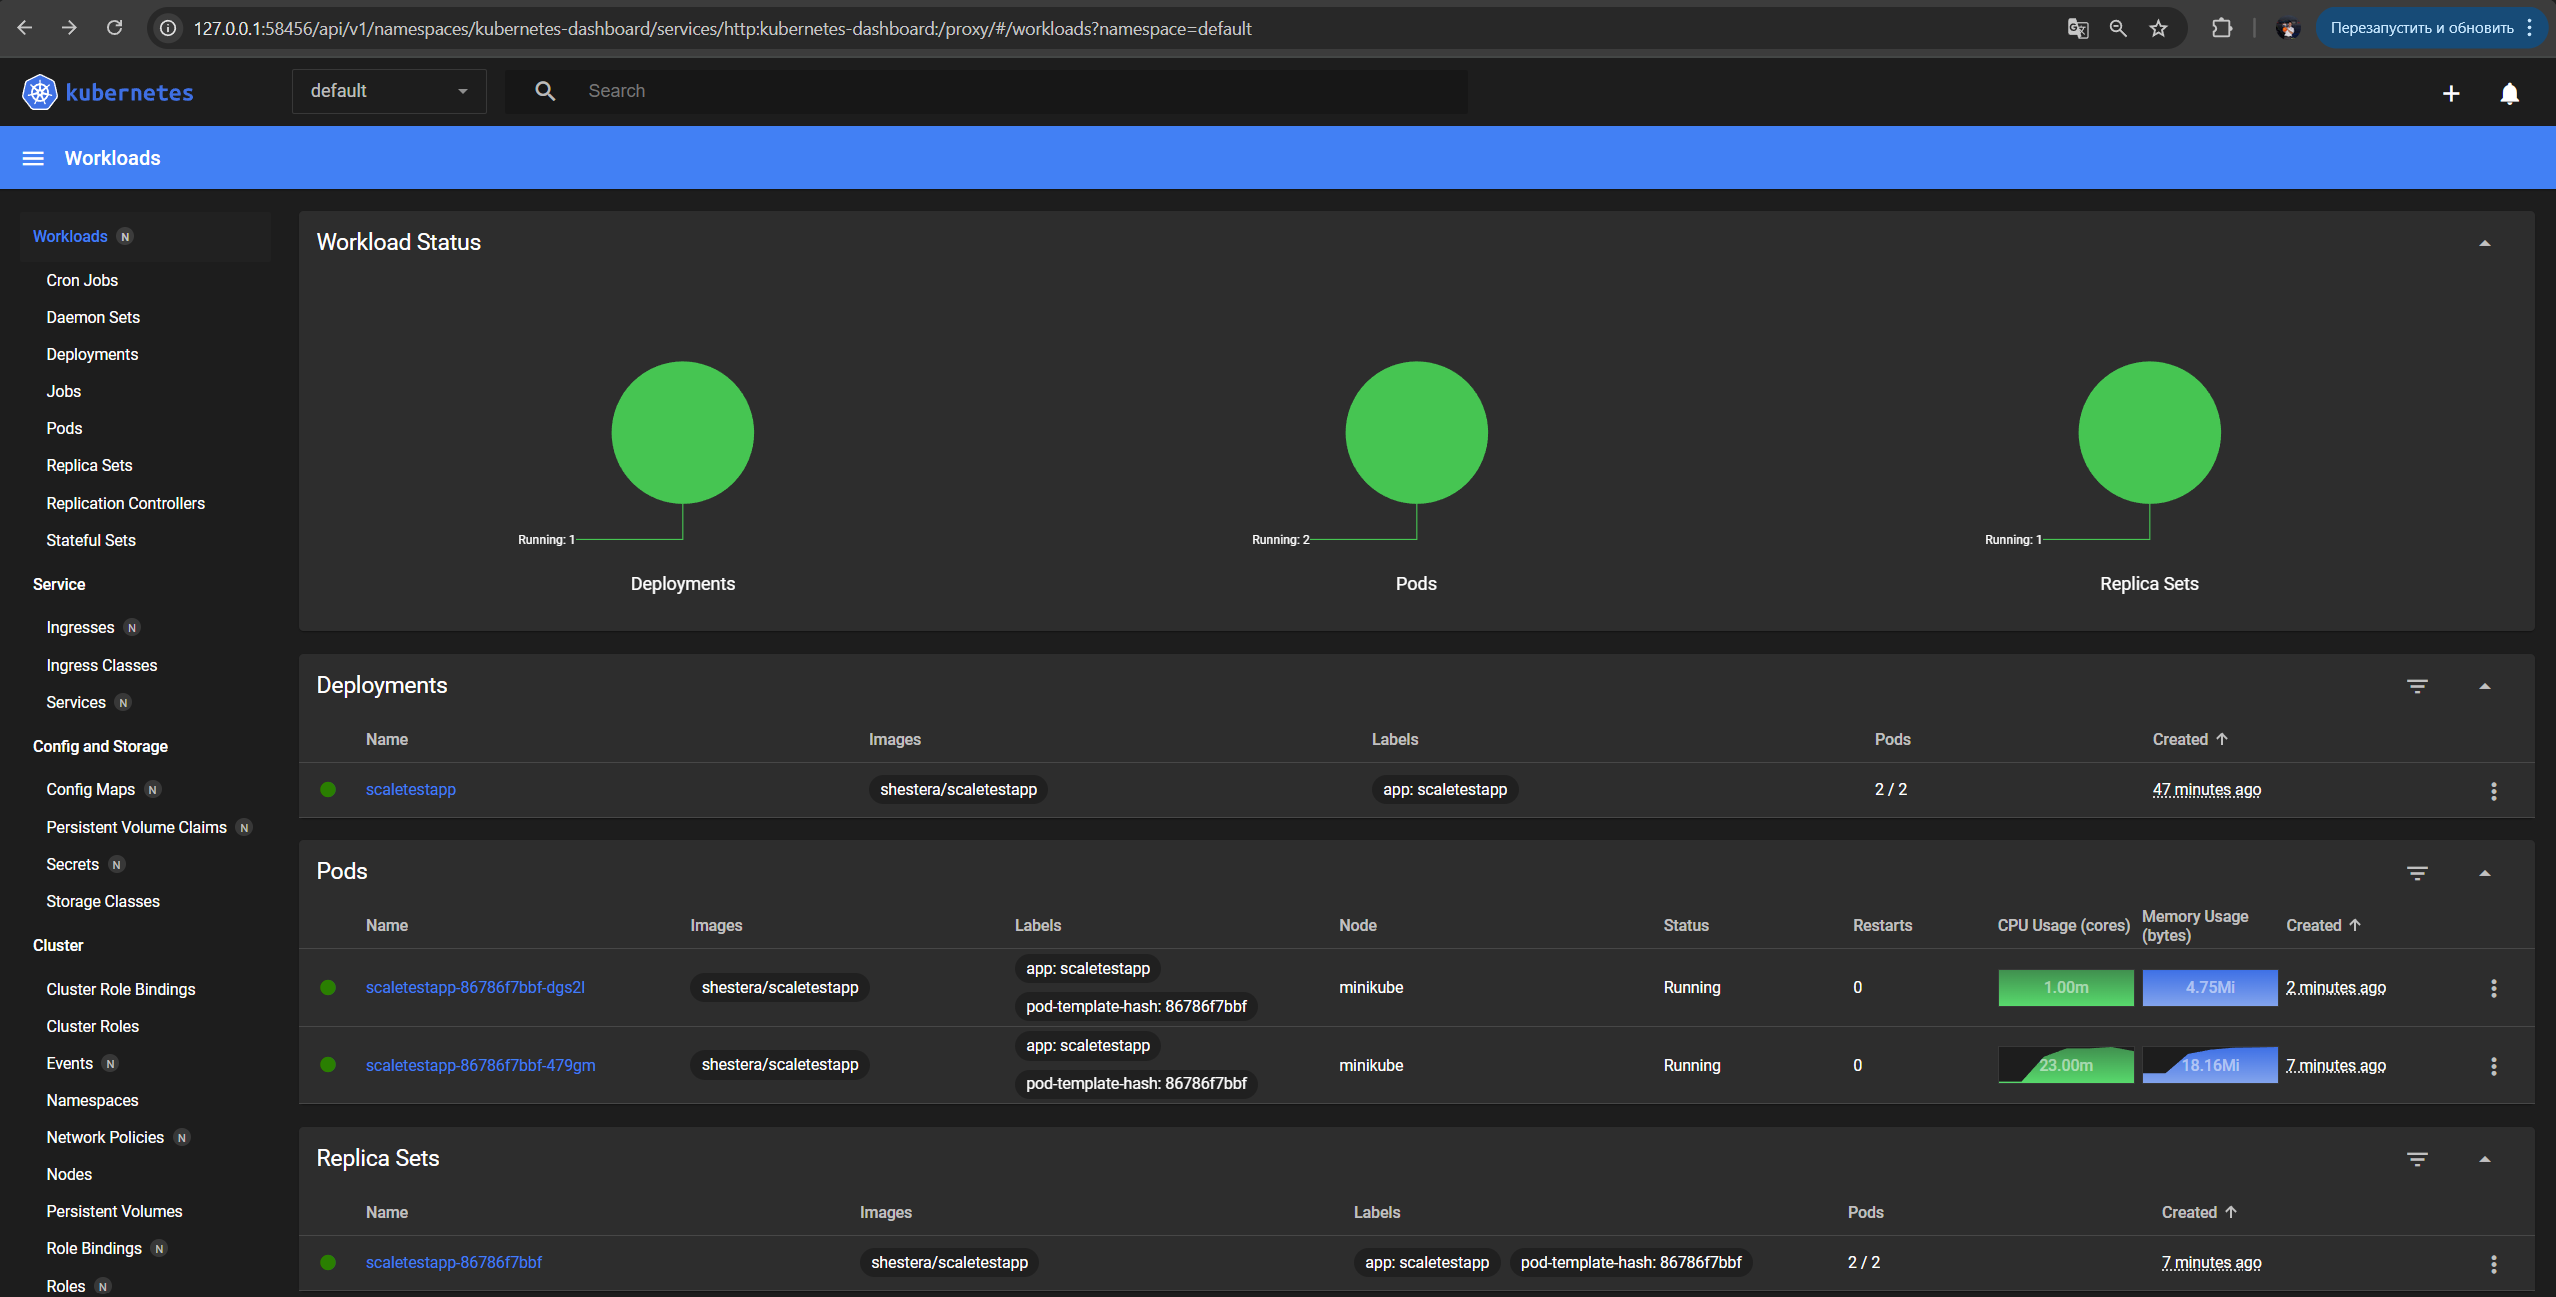 127.0.0.1:58456/api/v1/namespaces/kubernetes-dashboard/services/http:kubernetes-dashboard:/proxy/#/workloads?namespace=default
Перезапустить и обновить
kubernetes
default
Search
Workloads
Workloads N
Cron Jobs
Daemon Sets
Deployments
Jobs
Pods
Replica Sets
Replication Controllers
Stateful Sets
Service
Ingresses N
Ingress Classes
Services N
Config and Storage
Config Maps N
Persistent Volume Claims N
Secrets N
Storage Classes
Cluster
Cluster Role Bindings
Cluster Roles
Events N
Namespaces
Network Policies N
Nodes
Persistent Volumes
Role Bindings N
Roles N
Workload Status
Running: 1
Deployments
Running: 2
Pods
Running: 1
Replica Sets
Deployments
Name Images Labels Pods Created
scaletestapp shestera/scaletestapp app: scaletestapp 2 / 2 47 minutes ago
Pods
Name Images Labels Node Status Restarts CPU Usage (cores) Memory Usage (bytes) Created
scaletestapp-86786f7bbf-dgs2l shestera/scaletestapp app: scaletestapp pod-template-hash: 86786f7bbf minikube Running 0 1.00m 4.75Mi 2 minutes ago
scaletestapp-86786f7bbf-479gm shestera/scaletestapp app: scaletestapp pod-template-hash: 86786f7bbf minikube Running 0 23.00m 18.16Mi 7 minutes ago
Replica Sets
Name Images Labels Pods Created
scaletestapp-86786f7bbf shestera/scaletestapp app: scaletestapp pod-template-hash: 86786f7bbf 2 / 2 7 minutes ago